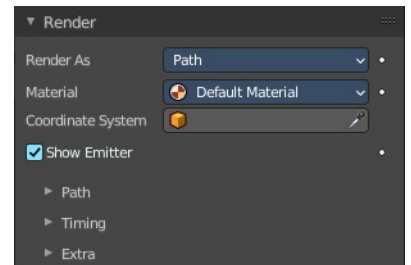 Render
Render As Path
Material Default Material
Coordinate System
Show Emitter
Path
Timing
Extra